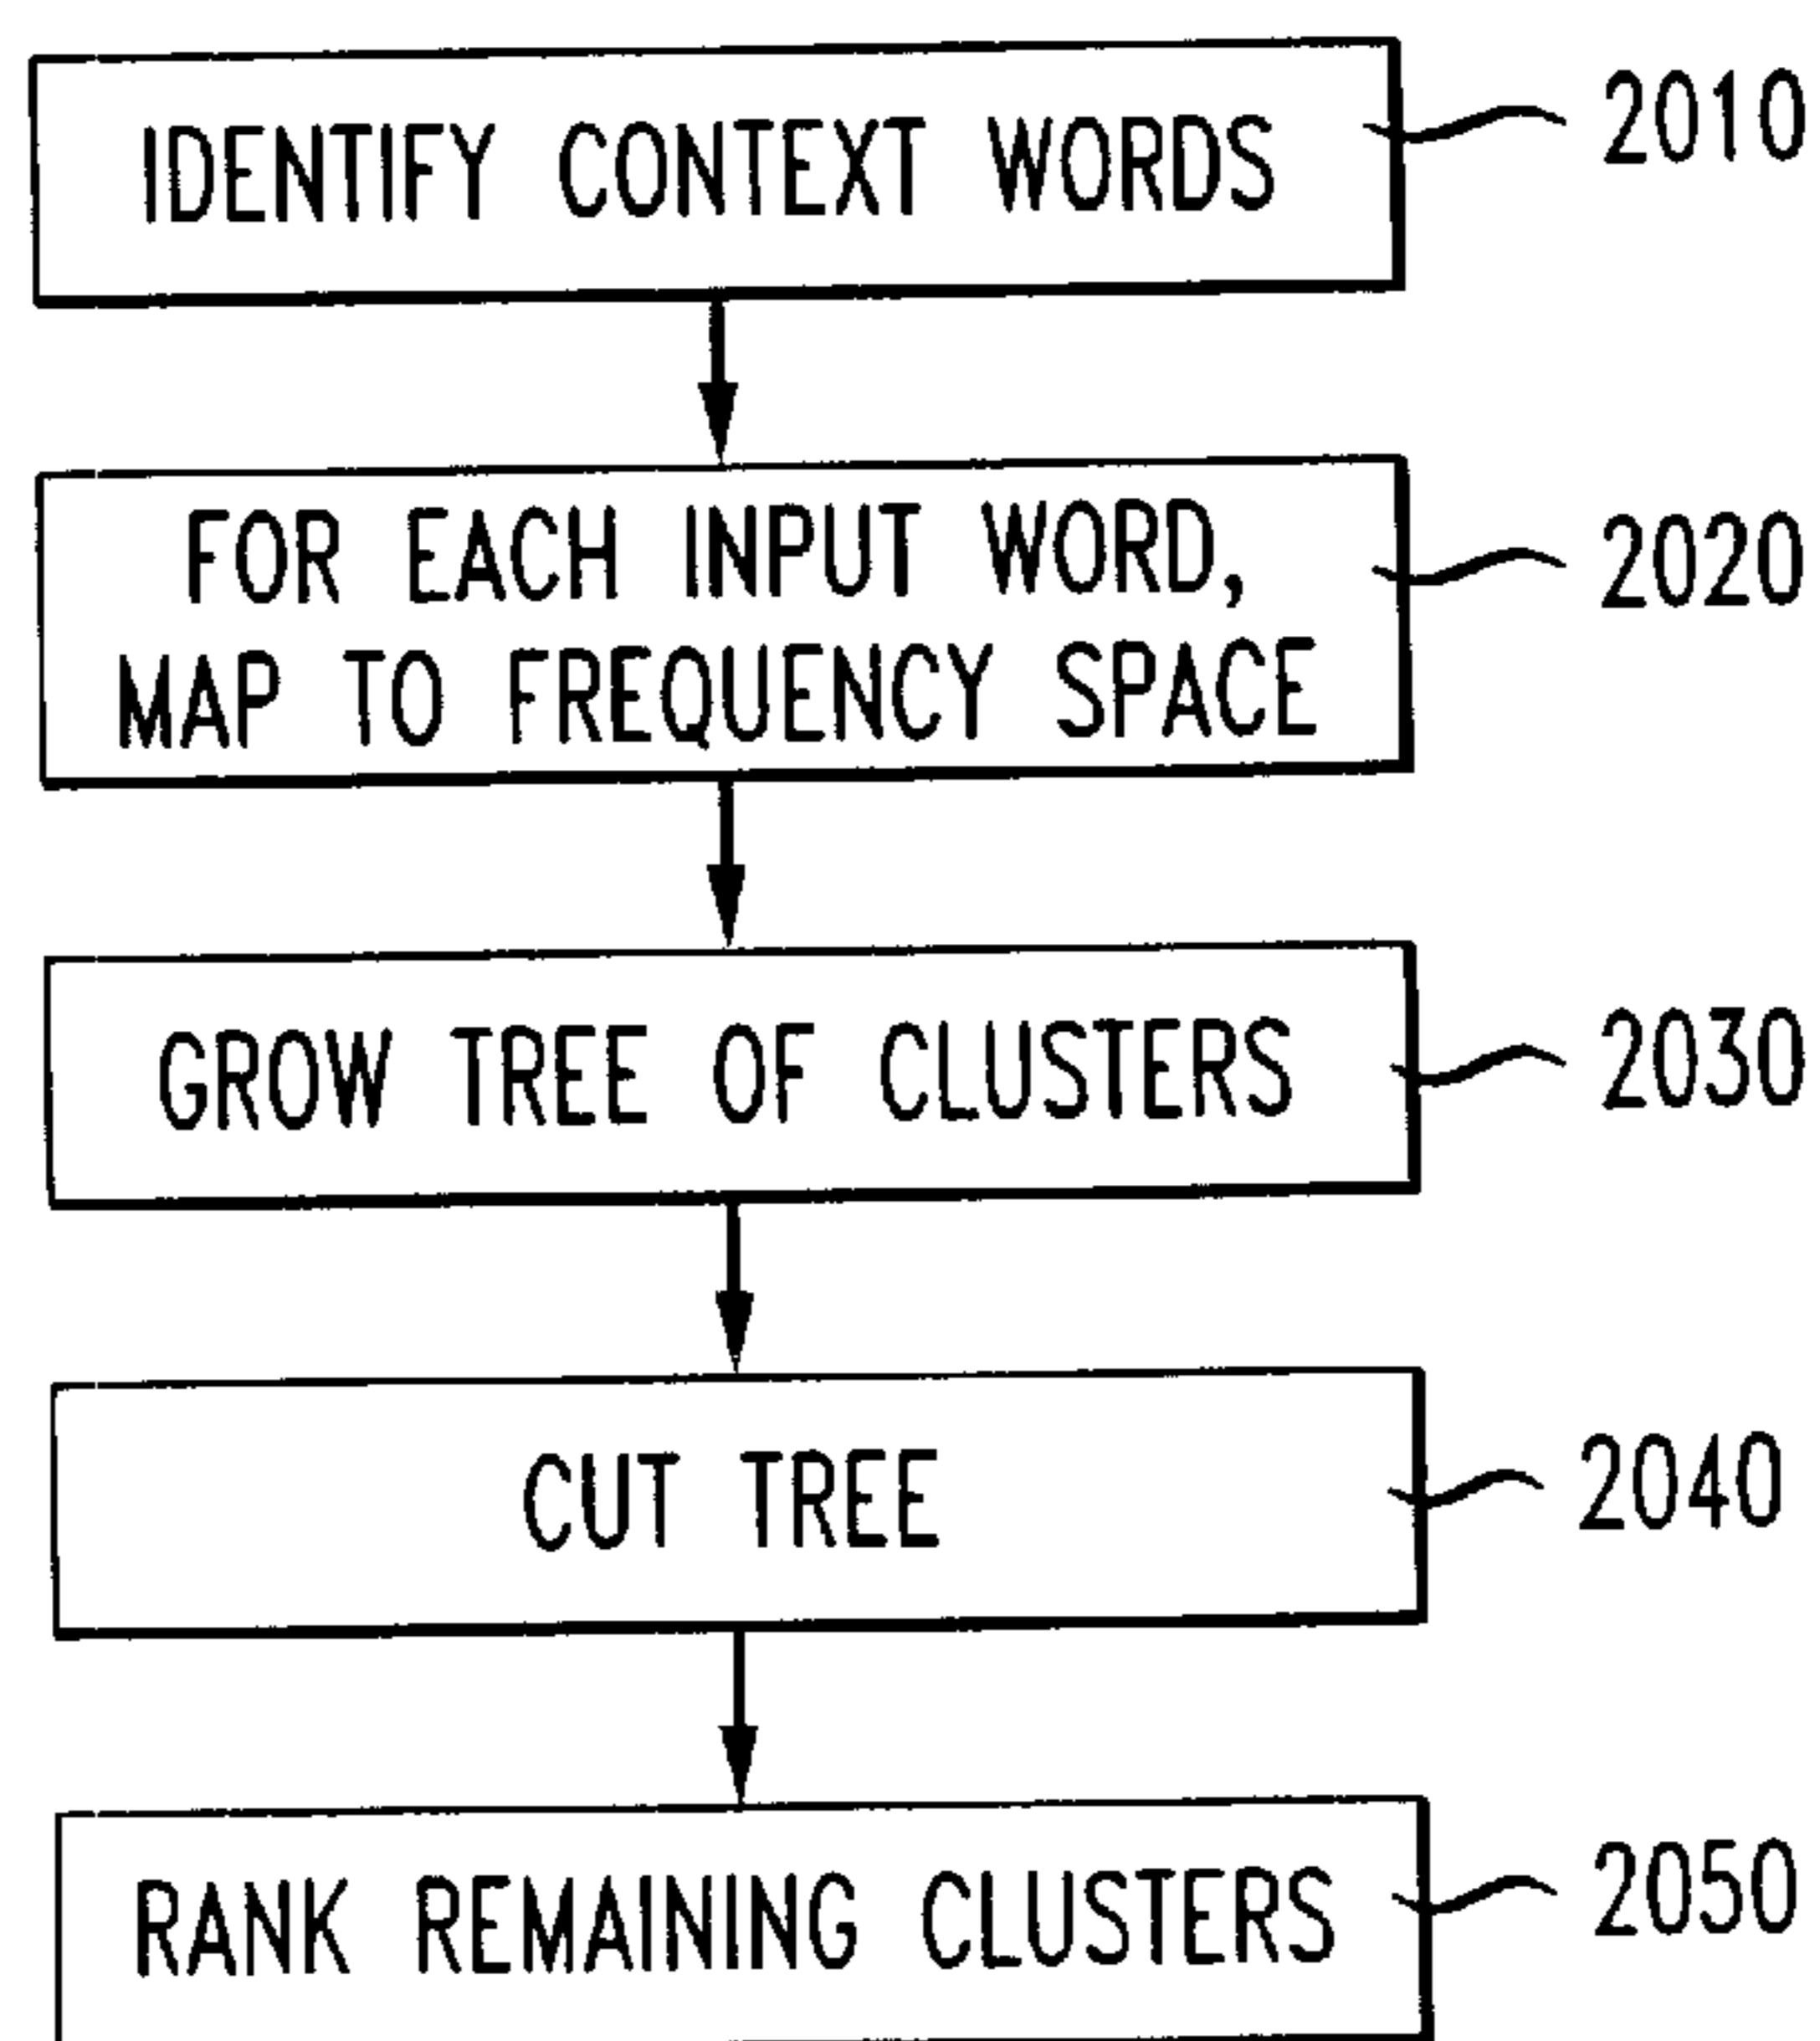 IDENTIFY CONTEXT WORDS
2010
FOR EACH INPUT WORD,
MAP TO FREQUENCY SPACE
2020
GROW TREE OF CLUSTERS
2030
CUT TREE
2040
RANK REMAINING CLUSTERS
2050